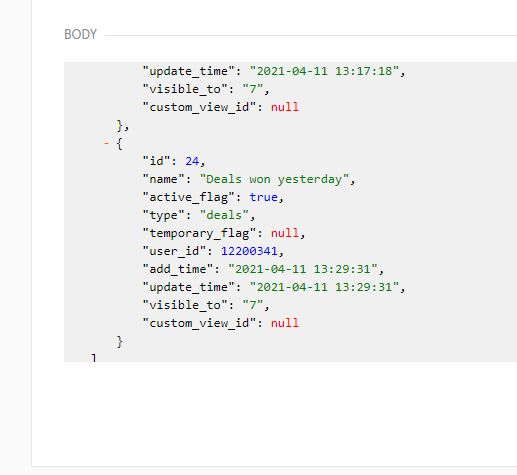 BODY
"update_time": "2021-04-11 13:17:18",
"visible_to": "7",
"custom_view_id": null
},
- {
"id": 24,
"name": "Deals won yesterday",
"active_flag": true,
"type": "deals",
"temporary_flag": null,
"user_id": 12200341,
"add_time": "2021-04-11 13:29:31",
"update_time": "2021-04-11 13:29:31",
"visible_to": "7",
"custom_view_id": null
}
]